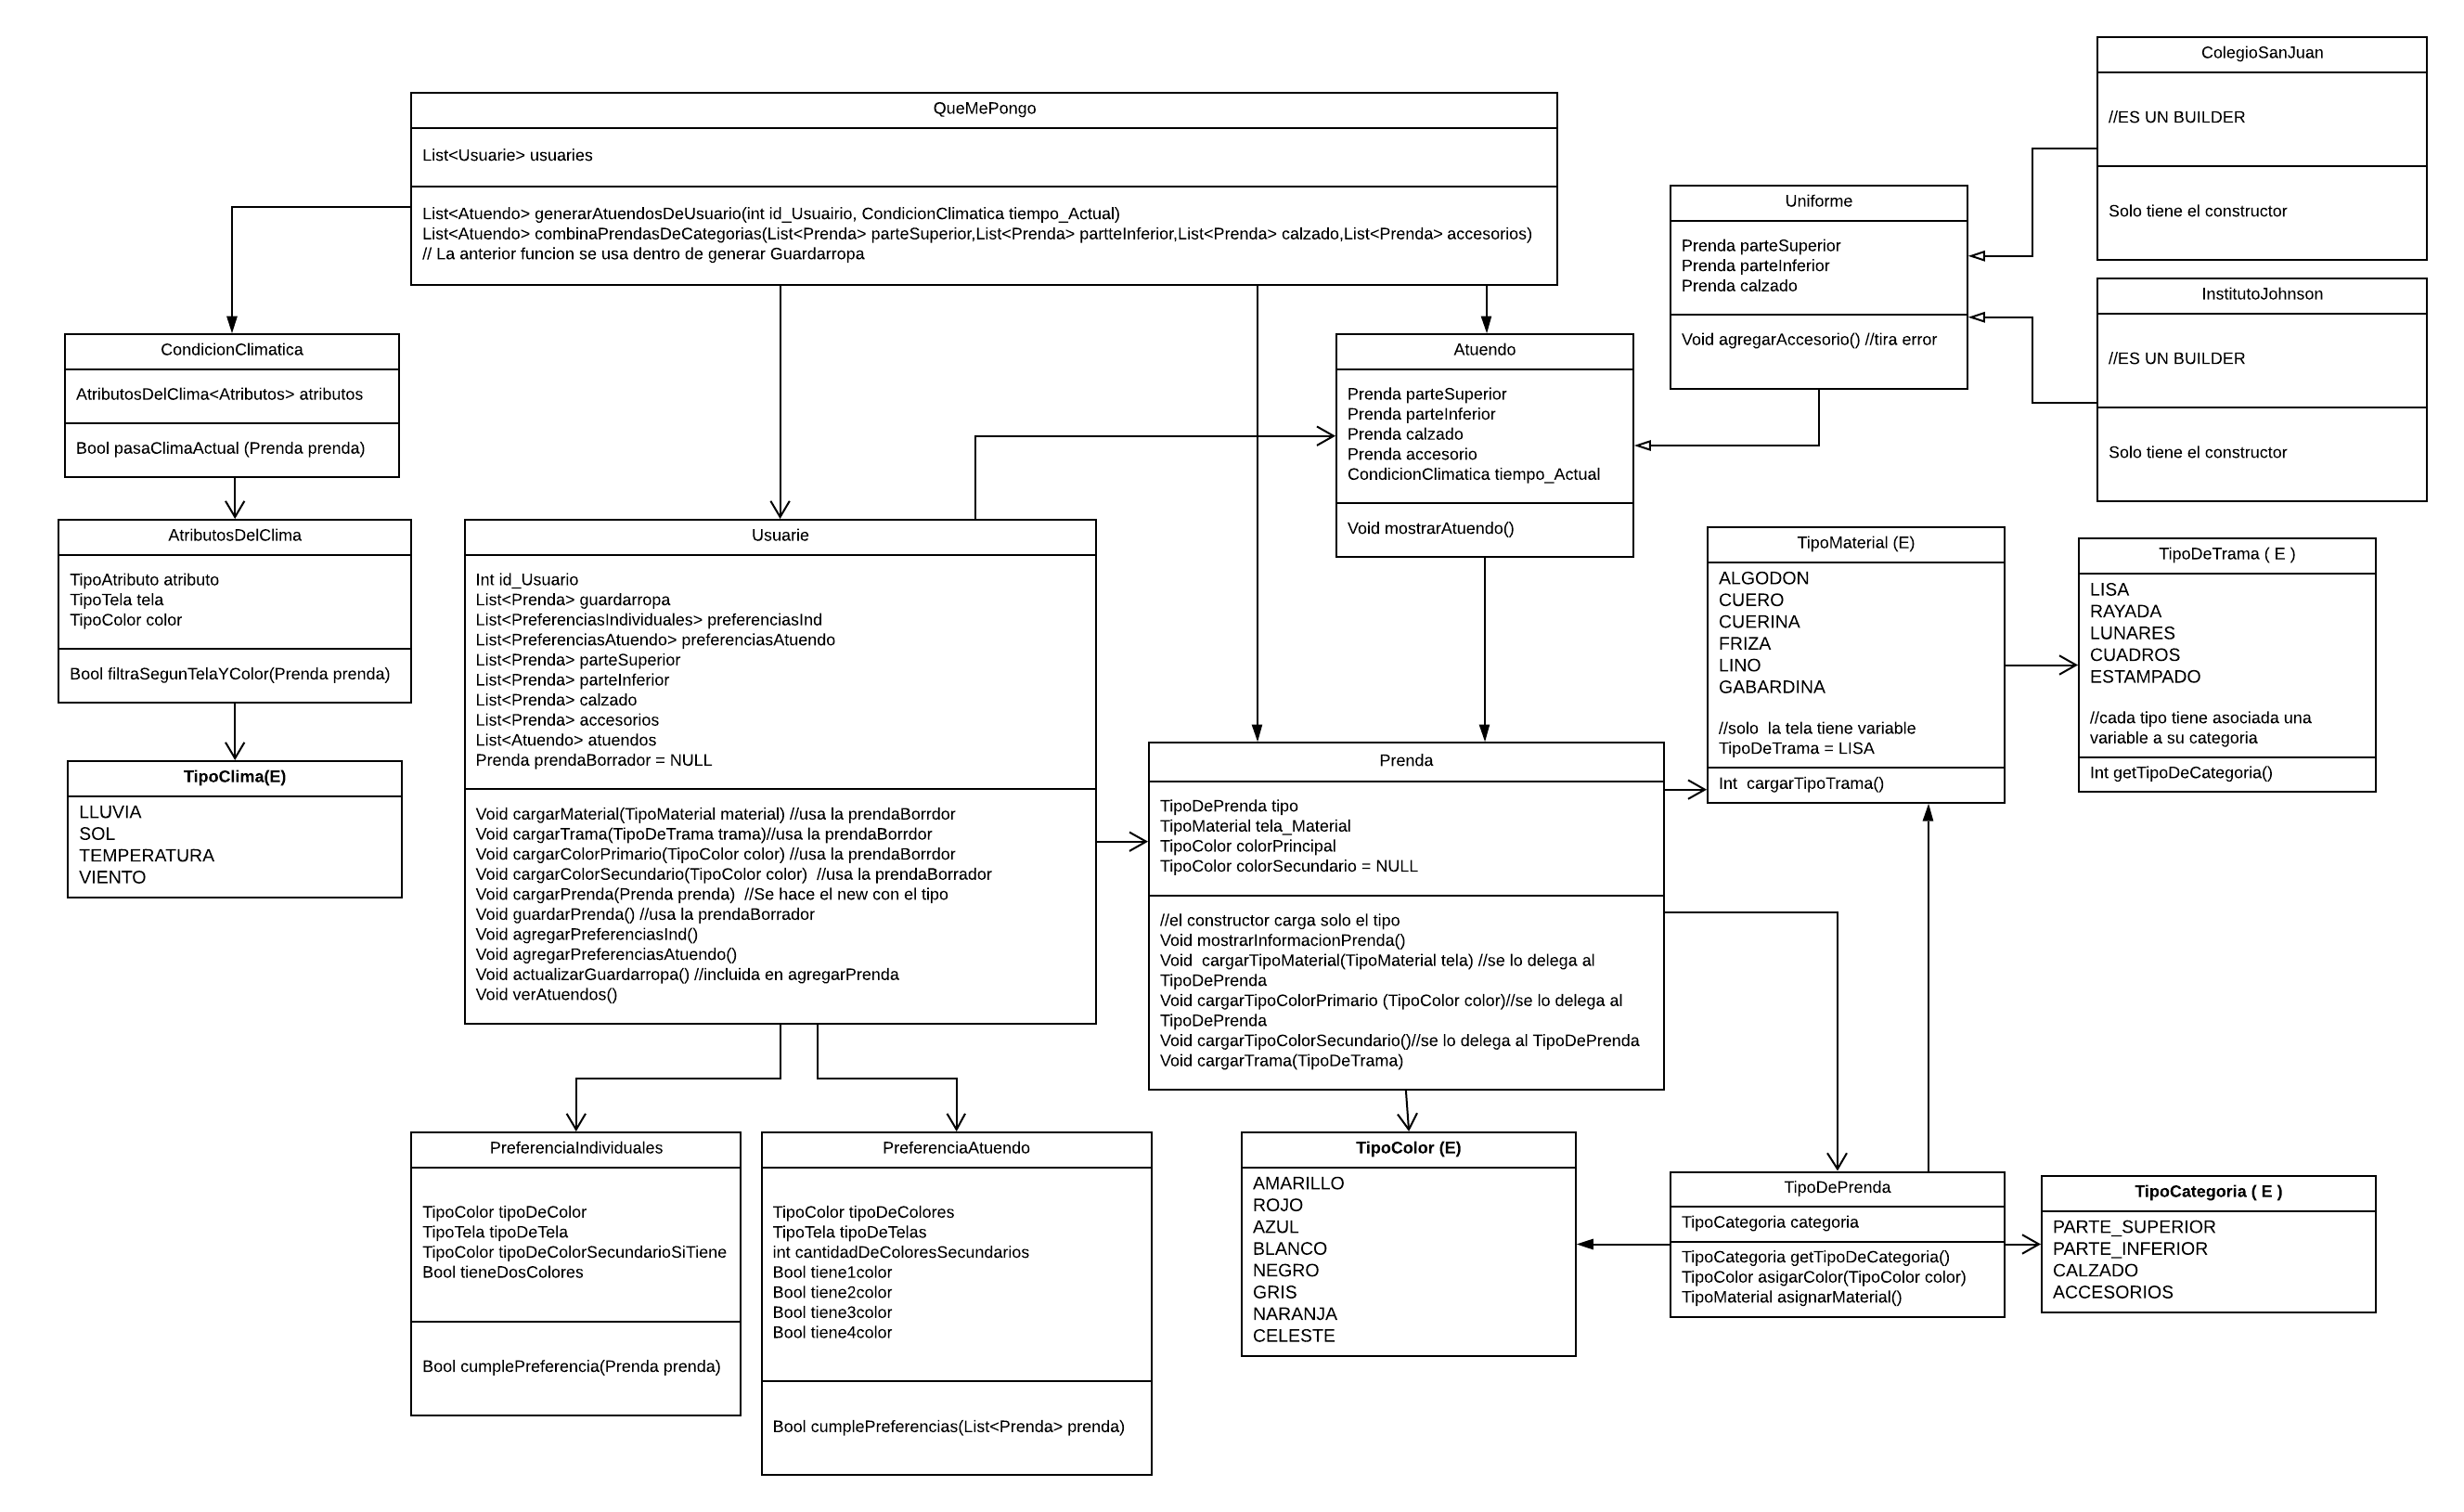 ColegioSanJuan
//ES UN BUILDER
Solo tiene el constructor
QueMePongo
List<Usuarie> usuaries
List<Atuendo> generarAtuendosDeUsuario(int id_Usuairio, CondicionClimatica tiempo_Actual)
List<Atuendo> combinaPrendasDeCategorias(List<Prenda> parteSuperior,List<Prenda> partteInferior,List<Prenda> calzado,List<Prenda> accesorios)
// La anterior funcion se usa dentro de generar Guardarropa
Uniforme
Prenda parteSuperior
Prenda parteInferior
Prenda calzado
Void agregarAccesorio() //tira error
InstitutoJohnson
//ES UN BUILDER
Solo tiene el constructor
CondicionClimatica
AtributosDelClima<Atributos> atributos
Bool pasaClimaActual (Prenda prenda)
Atuendo
Prenda parteSuperior
Prenda parteInferior
Prenda calzado
Prenda accesorio
CondicionClimatica tiempo_Actual
Void mostrarAtuendo()
AtributosDelClima
TipoAtributo atributo
TipoTela tela
TipoColor color
Bool filtraSegunTelaYColor(Prenda prenda)
TipoClima(E)
LLUVIA
SOL
TEMPERATURA
VIENTO
Usuarie
Int id_Usuario
List<Prenda> guardarropa
List<PreferenciasIndividuales> preferenciasInd
List<PreferenciasAtuendo> preferenciasAtuendo
List<Prenda> parteSuperior
List<Prenda> parteInferior
List<Prenda> calzado
List<Prenda> accesorios
List<Atuendo> atuendos
Prenda prendaBorrador = NULL
Void cargarMaterial(TipoMaterial material) //usa la prendaBorrdor
Void cargarTrama(TipoDeTrama trama)//usa la prendaBorrdor
Void cargarColorPrimario(TipoColor color) //usa la prendaBorrdor
Void cargarColorSecundario(TipoColor color)  //usa la prendaBorrador
Void cargarPrenda(Prenda prenda)  //Se hace el new con el tipo
Void guardarPrenda() //usa la prendaBorrador
Void agregarPreferenciasInd()
Void agregarPreferenciasAtuendo()
Void actualizarGuardarropa() //incluida en agregarPrenda
Void verAtuendos()
TipoMaterial (E)
ALGODON
CUERO
CUERINA
FRIZA
LINO
GABARDINA
//solo  la tela tiene variable
TipoDeTrama = LISA
Int  cargarTipoTrama()
TipoDeTrama ( E )
LISA
RAYADA
LUNARES
CUADROS
ESTAMPADO
//cada tipo tiene asociada una
variable a su categoria
Int getTipoDeCategoria()
Prenda
TipoDePrenda tipo
TipoMaterial tela_Material
TipoColor colorPrincipal
TipoColor colorSecundario = NULL
//el constructor carga solo el tipo
Void mostrarInformacionPrenda()
Void  cargarTipoMaterial(TipoMaterial tela) //se lo delega al
TipoDePrenda
Void cargarTipoColorPrimario (TipoColor color)//se lo delega al
TipoDePrenda
Void cargarTipoColorSecundario()//se lo delega al TipoDePrenda
Void cargarTrama(TipoDeTrama)
PreferenciaIndividuales
TipoColor tipoDeColor
TipoTela tipoDeTela
TipoColor tipoDeColorSecundarioSiTiene
Bool tieneDosColores
Bool cumplePreferencia(Prenda prenda)
PreferenciaAtuendo
TipoColor tipoDeColores
TipoTela tipoDeTelas
int cantidadDeColoresSecundarios
Bool tiene1color
Bool tiene2color
Bool tiene3color
Bool tiene4color
Bool cumplePreferencias(List<Prenda> prenda)
TipoColor (E)
AMARILLO
ROJO
AZUL
BLANCO
NEGRO
GRIS
NARANJA
CELESTE
TipoDePrenda
TipoCategoria categoria
TipoCategoria getTipoDeCategoria()
TipoColor asigarColor(TipoColor color)
TipoMaterial asignarMaterial()
TipoCategoria ( E )
PARTE_SUPERIOR
PARTE_INFERIOR
CALZADO
ACCESORIOS